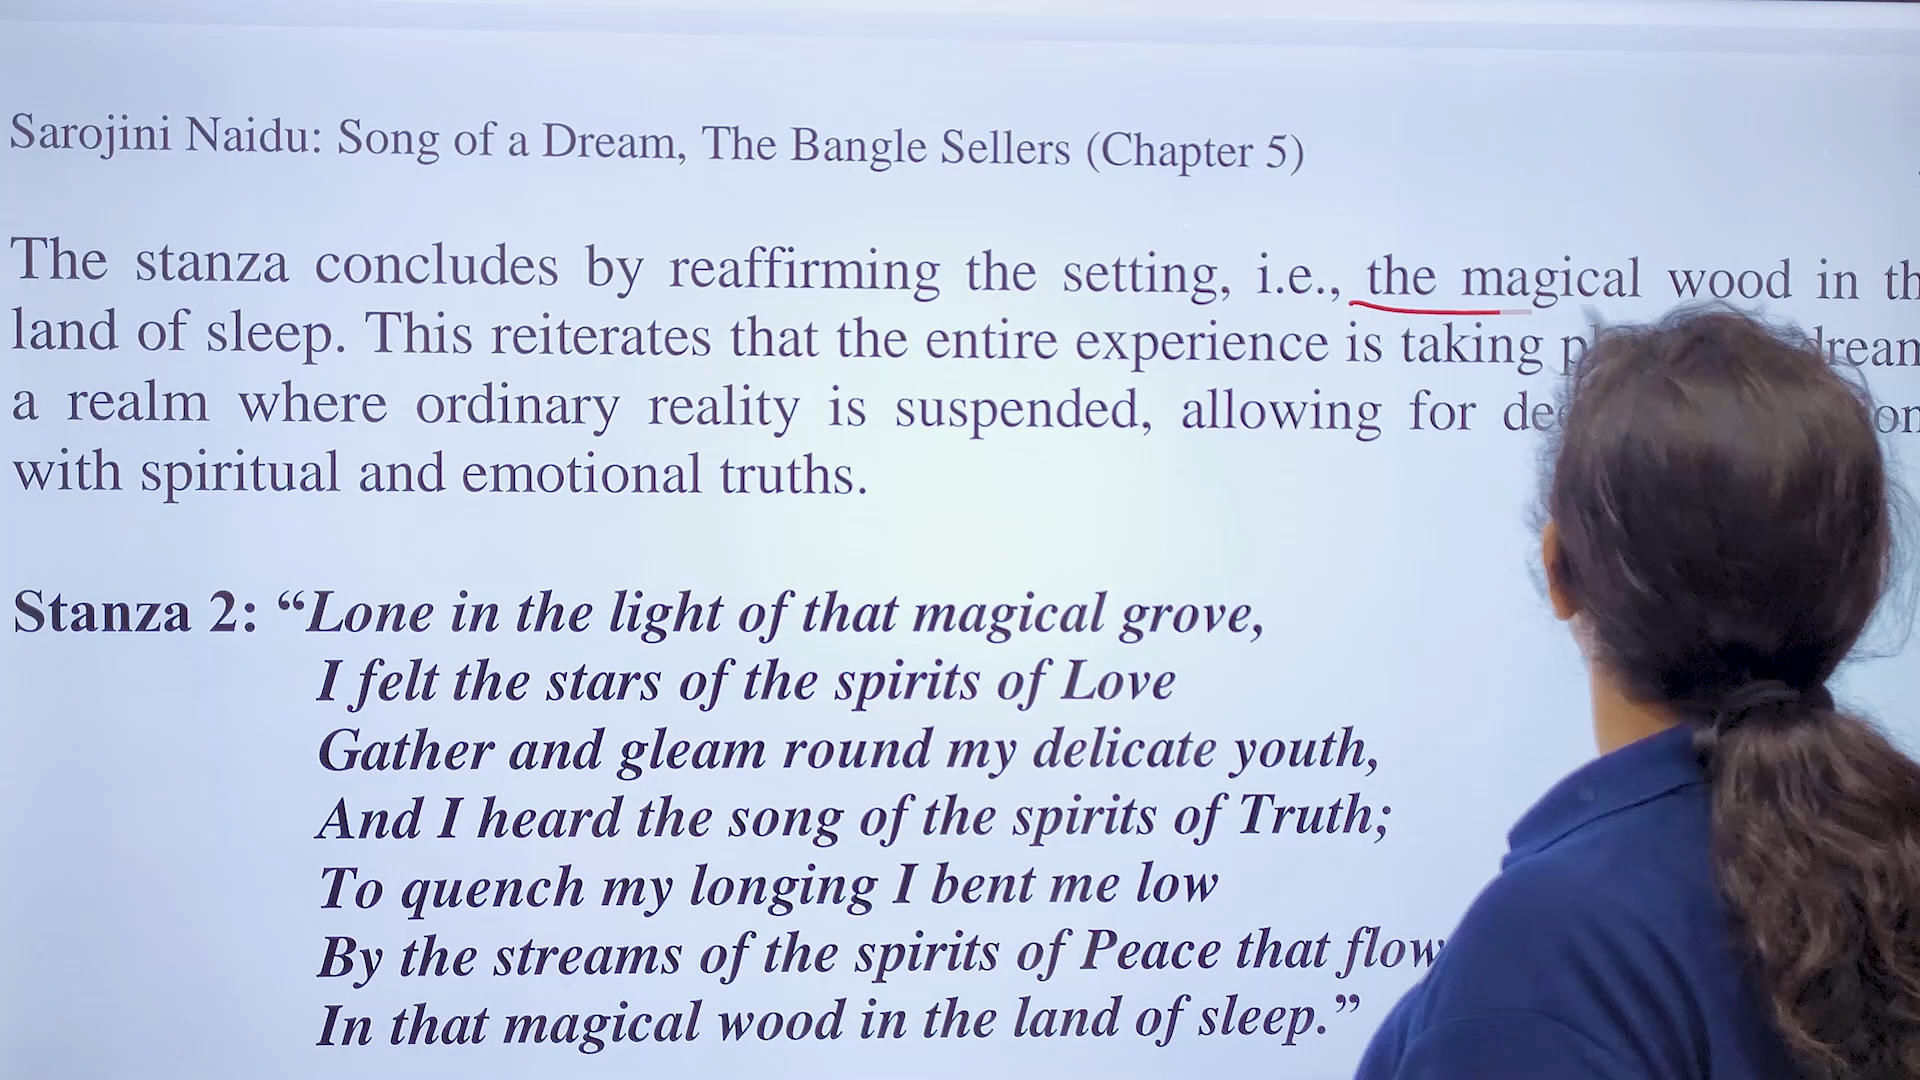 Sarojini Naidu: Song of a Dream, The Bangle Sellers (Chapter 5)
The stanza concludes by reaffirming the setting, i.e., the magical wood in
land of sleep. This reiterates that the entire experience is taking
a realm where ordinary reality is suspended, allowing for
with spiritual and emotional truths.
Stanza 2: “Lone in the light of that magical grove,
I felt the stars of the spirits of Love
Gather and gleam round my delicate youth,
And I heard the song of the spirits of Truth;
To quench my longing I bent me low
By the streams of the spirits of Peace that flow
In that magical wood in the land of sleep.”